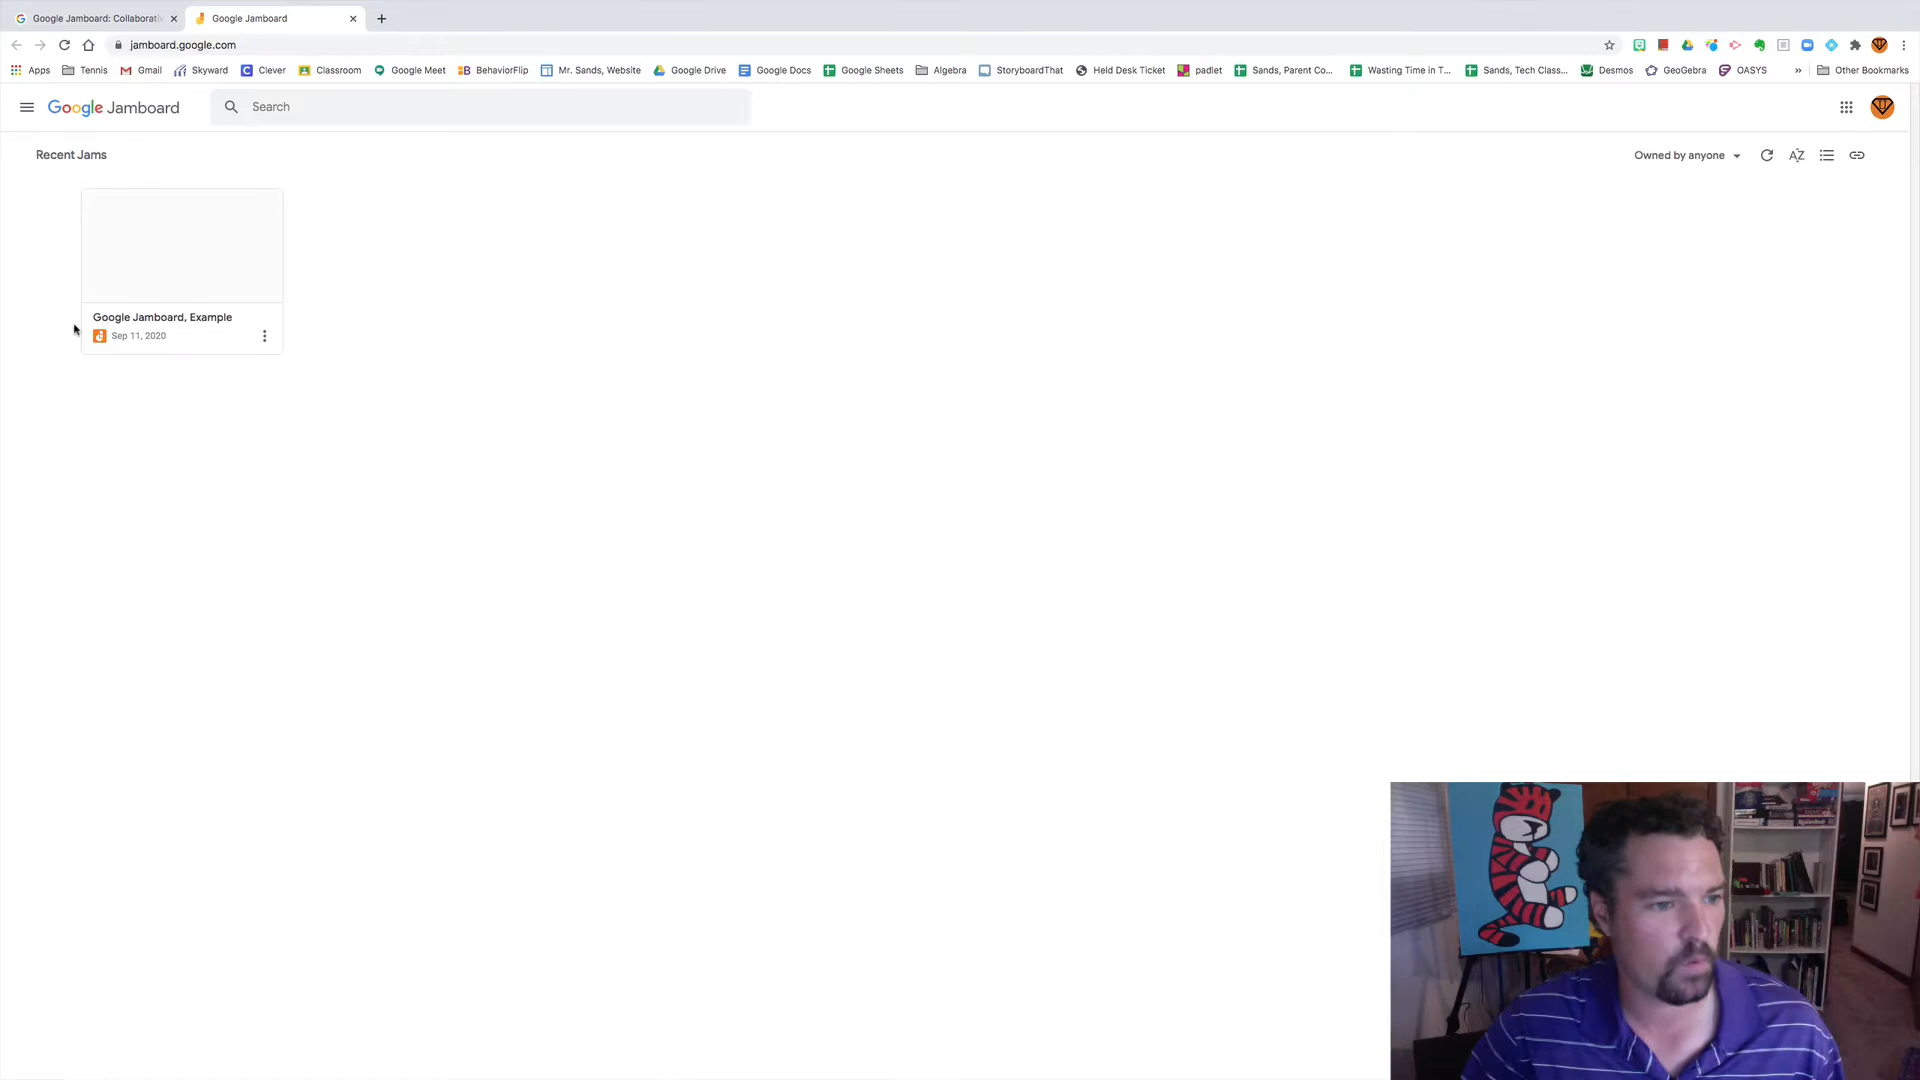 Google Jamboard: Collaborativ
Google Jamboard
jamboard.google.com
Apps Tennis Gmail Skyward Clever Classroom Google Meet BehaviorFlip Mr. Sands, Website Google Drive Google Docs Google Sheets Algebra StoryboardThat Held Desk Ticket padlet Sands, Parent Co... Wasting Time in T... Sands, Tech Class... Desmos GeoGebra OASYS » Other Bookmarks
Google Jamboard Search
Recent Jams Owned by anyone
Google Jamboard, Example
Sep 11, 2020